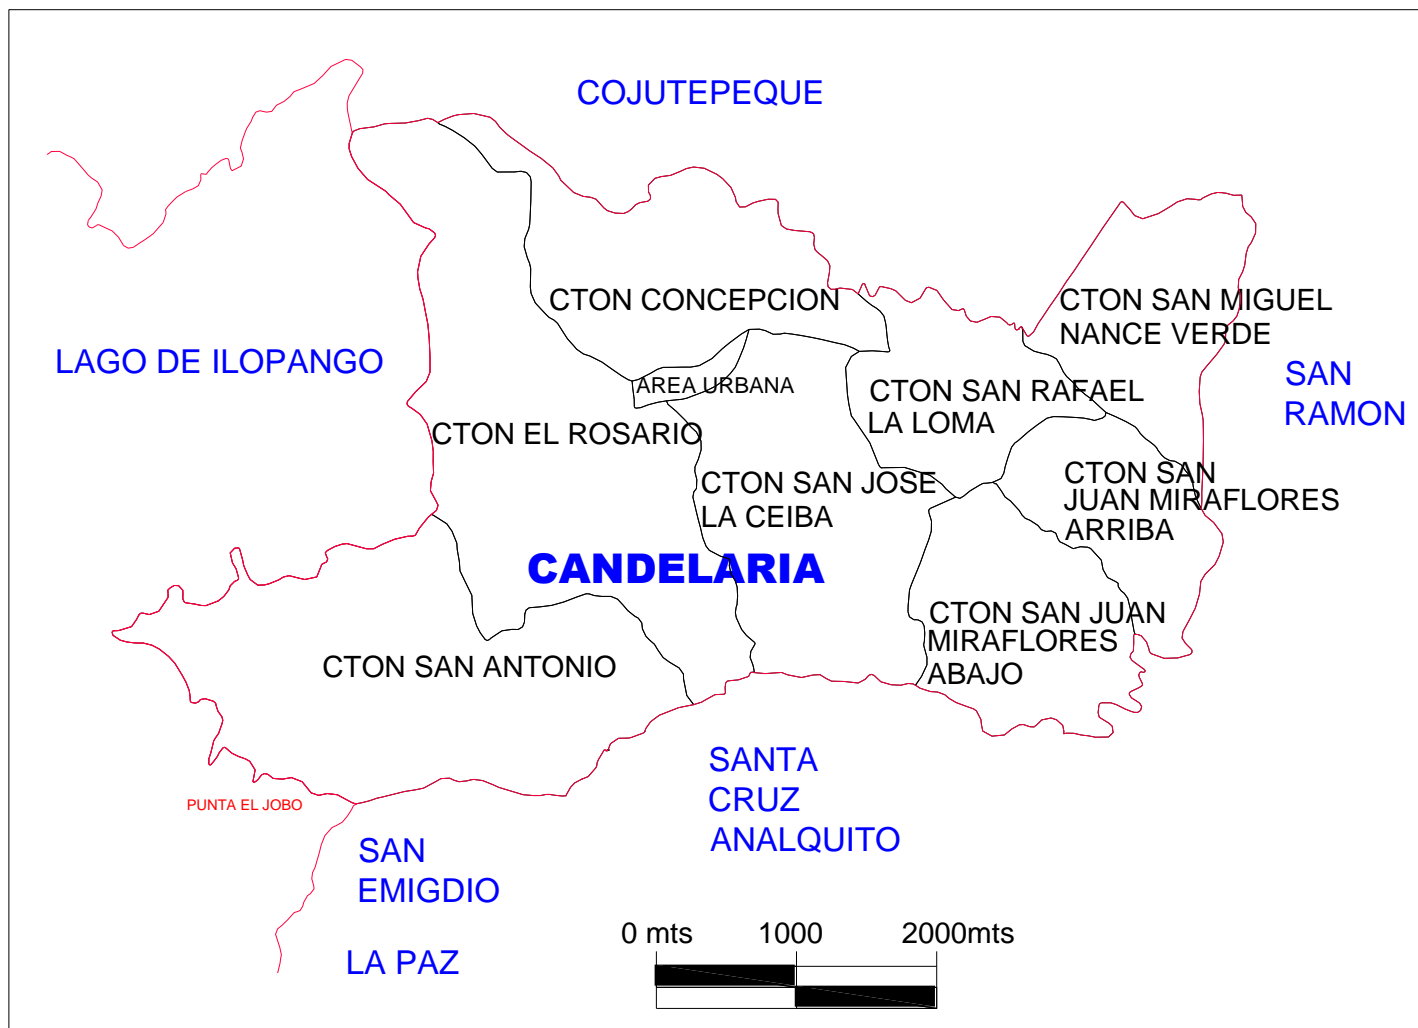 COJUTEPEQUE
CTON CONCEPCION
CTON SAN MIGUEL
NANCE VERDE
LAGO DE ILOPANGO
AREA URBANA
SAN
RAMON
CTON SAN RAFAEL
LA LOMA
CTON EL ROSARIO
CTON SAN JOSE
LA CEIBA
CTON SAN
JUAN MIRAFLORES
ARRIBA
CANDELARIA
CTON SAN JUAN
MIRAFLORES
ABAJO
CTON SAN ANTONIO
SANTA
CRUZ
ANALQUITO
PUNTA EL JOBO
SAN
EMIGDIO
LA PAZ
0 mts 1000 2000mts